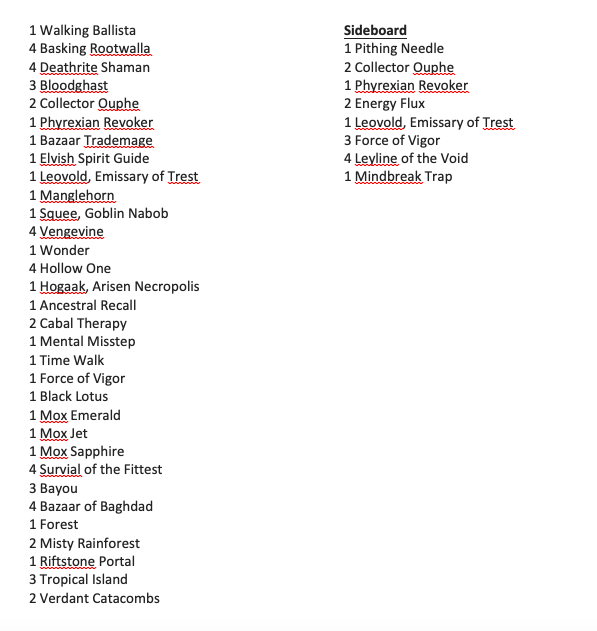 1 Walking Ballista
4 Basking Rootwalla
4 Deathrite Shaman
3 Bloodghast
2 Collector Ouphe
1 Phyrexian Revoker
1 Bazaar Trademage
1 Elvish Spirit Guide
1 Leovold, Emissary of Trest
1 Manglehorn
1 Squee, Goblin Nabob
4 Vengevine
1 Wonder
4 Hollow One
1 Hogaak, Arisen Necropolis
1 Ancestral Recall
2 Cabal Therapy
1 Mental Misstep
1 Time Walk
1 Force of Vigor
1 Black Lotus
1 Mox Emerald
1 Mox Jet
1 Mox Sapphire
4 Survial of the Fittest
3 Bayou
4 Bazaar of Baghdad
1 Forest
2 Misty Rainforest
1 Riftstone Portal
3 Tropical Island
2 Verdant Catacombs
Sideboard
1 Pithing Needle
2 Collector Ouphe
1 Phyrexian Revoker
2 Energy Flux
1 Leovold, Emissary of Trest
3 Force of Vigor
4 Leyline of the Void
1 Mindbreak Trap